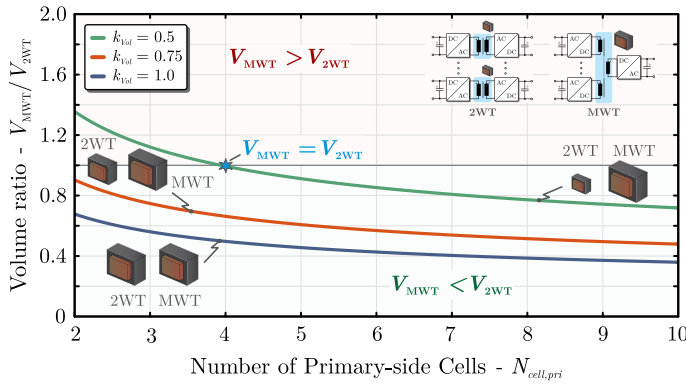 Volume ratio - V_MWT / V_2WT
2.0
1.6
1.2
0.8
0.4
0
k_Vol = 0.5
k_Vol = 0.75
k_Vol = 1.0
V_MWT > V_2WT
DC
AC
DC
AC
DC
AC
DC
AC
2WT
DC
AC
DC
AC
DC
AC
MWT
V_MWT = V_2WT
2WT
MWT
2WT
MWT
2WT MWT
V_MWT < V_2WT
2 3 4 5 6 7 8 9 10
Number of Primary-side Cells - N_cell,pri